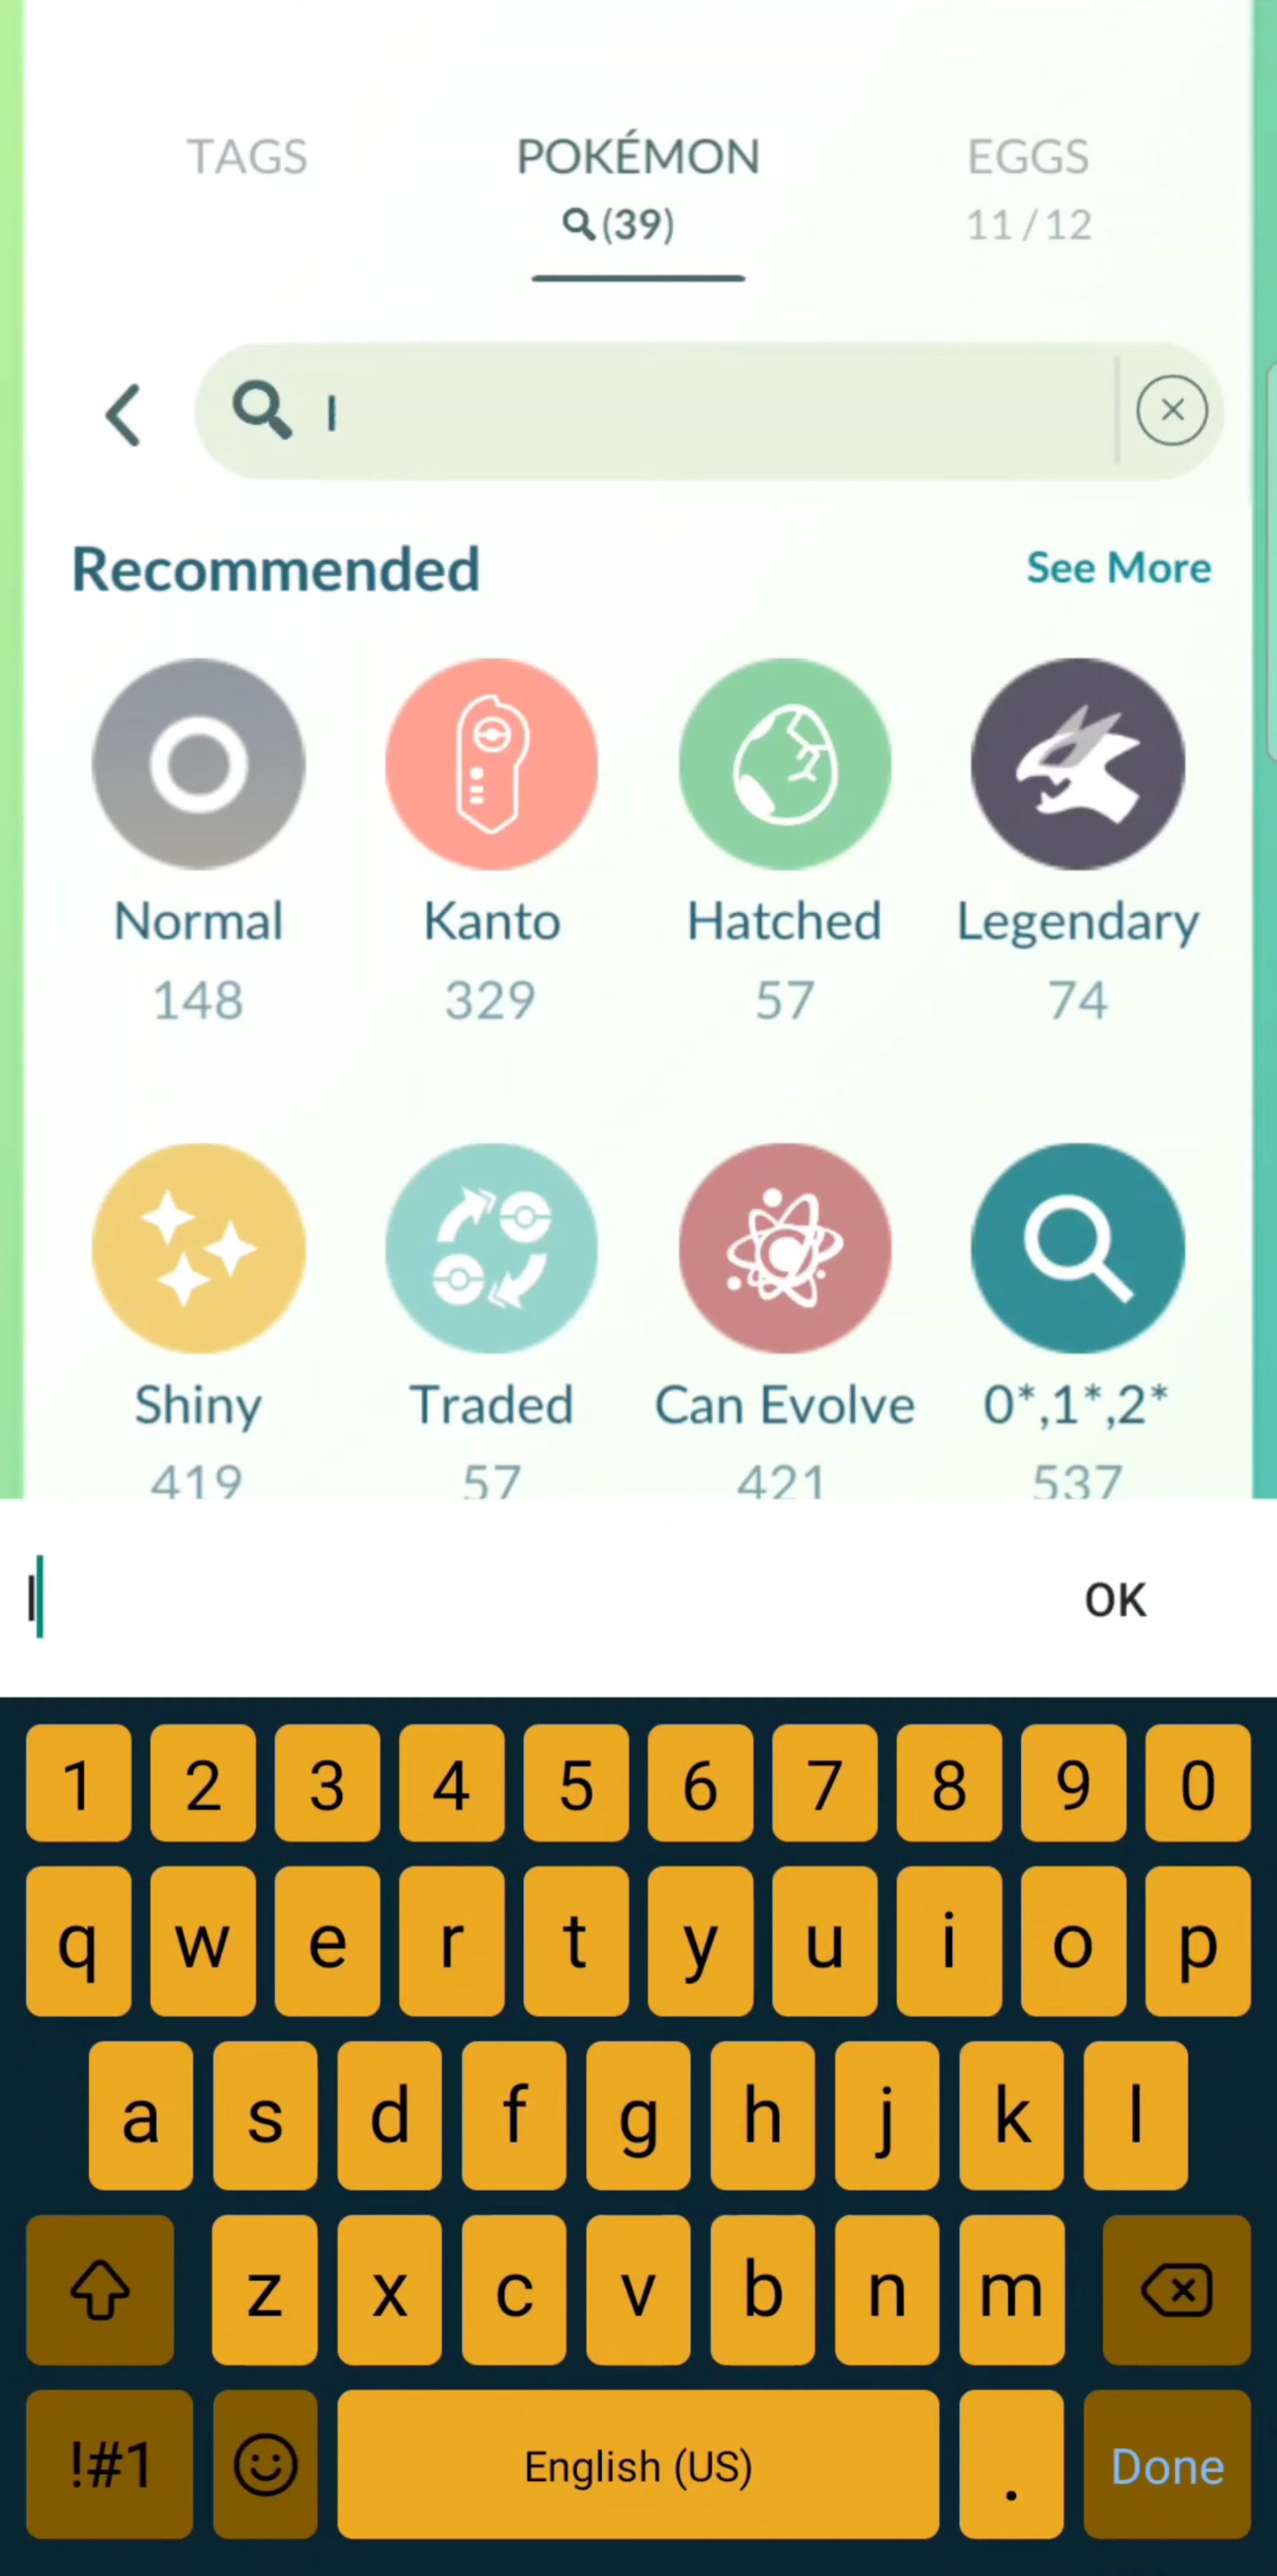 TAGS POKÉMON EGGS
(39) 11/12
I
Recommended See More
Normal Kanto Hatched Legendary
148 329 57 74
Shiny Traded Can Evolve 0*,1*,2*
419 57 421 537
I OK
1 2 3 4 5 6 7 8 9 0
q w e r t y u i o p
a s d f g h j k l
z x c v b n m
!#1 English (US) . Done